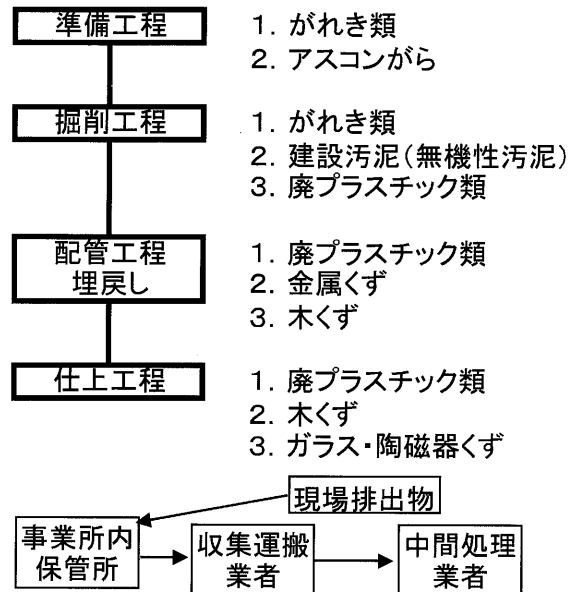 準備工程
1. がれき類
2. アスコンがら
掘削工程
1. がれき類
2. 建設汚泥(無機性汚泥)
3. 廃プラスチック類
配管工程
埋戻し
1. 廃プラスチック類
2. 金属くず
3. 木くず
仕上工程
1. 廃プラスチック類
2. 木くず
3. ガラス・陶磁器くず
現場排出物
事業所内
保管所
収集運搬
業者
中間処理
業者